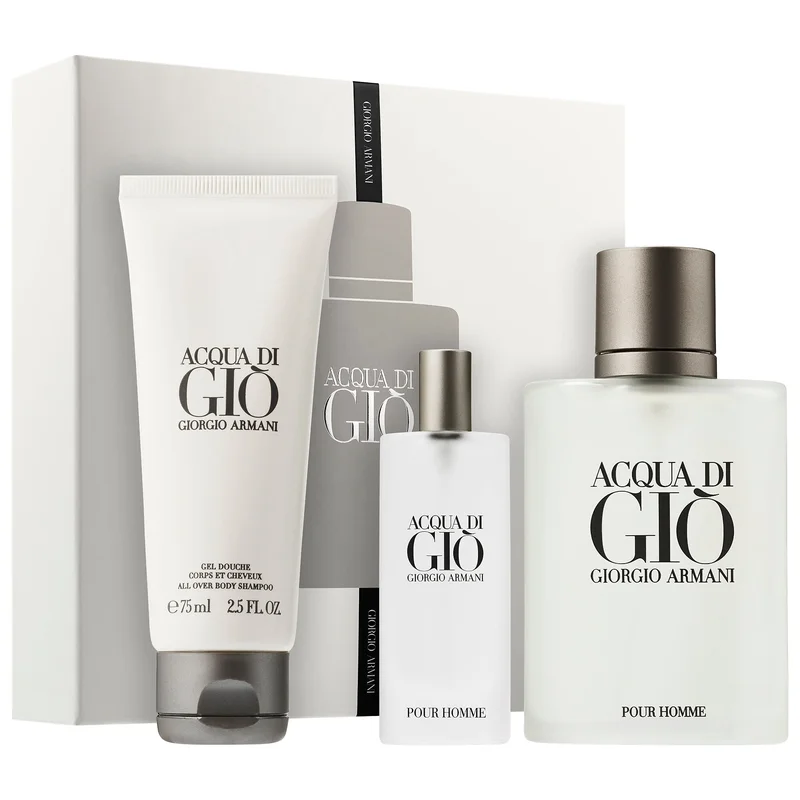 GIORGIO ARMANI
ACQUA DI
GIÒ
GIORGIO ARMANI
GEL DOUCHE
CORPS ET CHEVEUX
ALL OVER BODY SHAMPOO
℮75ml 2.5 FL. OZ.
ACQUA DI
GIÒ
GIORGIO ARMANI
ACQUA DI
GIÒ
GIORGIO ARMANI
POUR HOMME
ACQUA DI
GIÒ
GIORGIO ARMANI
POUR HOMME